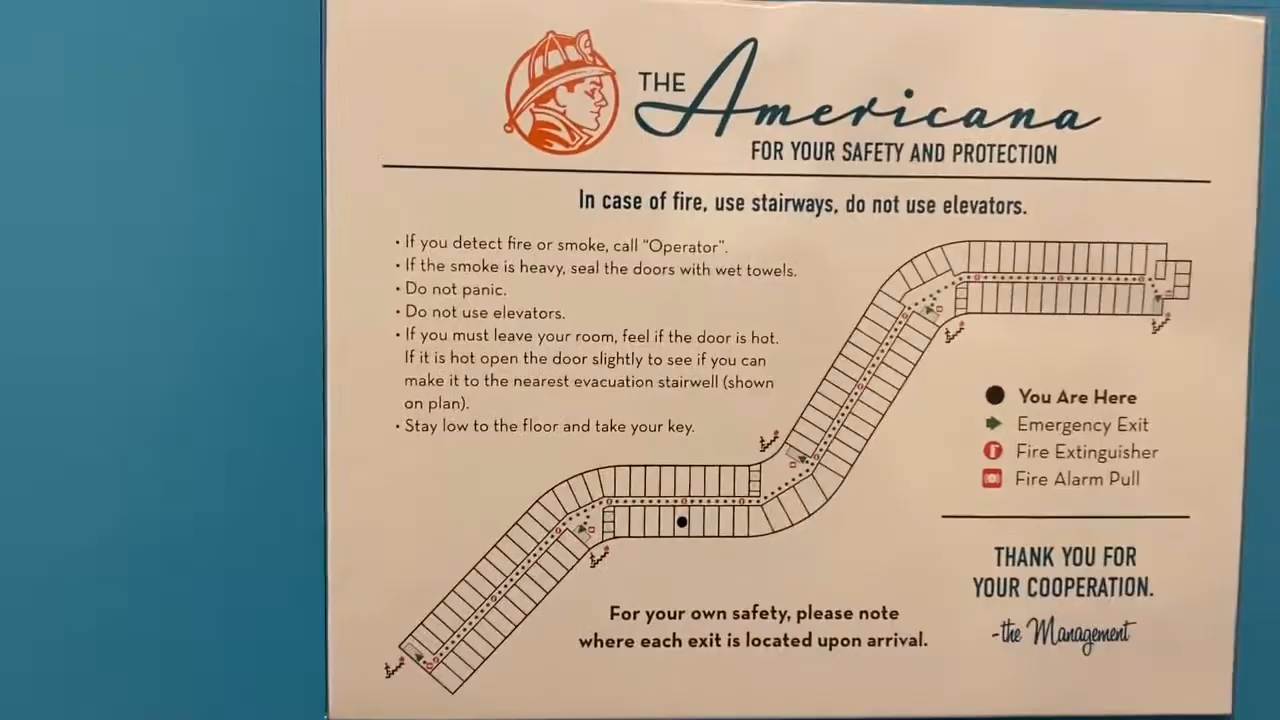 THE Americana
FOR YOUR SAFETY AND PROTECTION
In case of fire, use stairways, do not use elevators.
• If you detect fire or smoke, call "Operator".
• If the smoke is heavy, seal the doors with wet towels.
• Do not panic.
• Do not use elevators.
• If you must leave your room, feel if the door is hot.
If it is hot open the door slightly to see if you can
make it to the nearest evacuation stairwell (shown
on plan).
• Stay low to the floor and take your key.
You Are Here
Emergency Exit
Fire Extinguisher
Fire Alarm Pull
THANK YOU FOR
YOUR COOPERATION.
-the Management
For your own safety, please note
where each exit is located upon arrival.